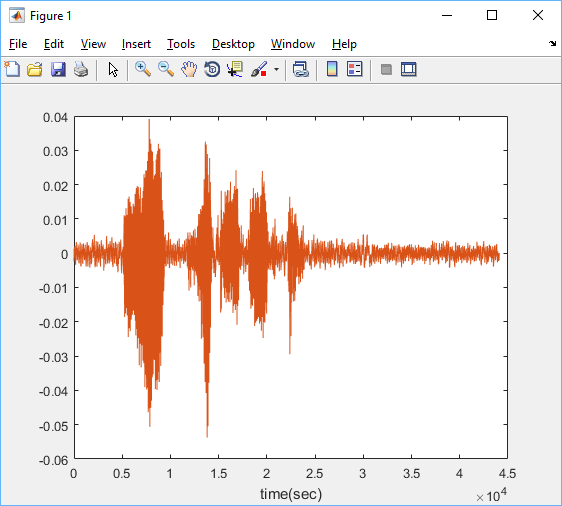 Figure 1
File Edit View Insert Tools Desktop Window Help
0.04
0.03
0.02
0.01
0
-0.01
-0.02
-0.03
-0.04
-0.05
-0.06
0 0.5 1 1.5 2 2.5 3 3.5 4 4.5
time(sec) ×10⁴